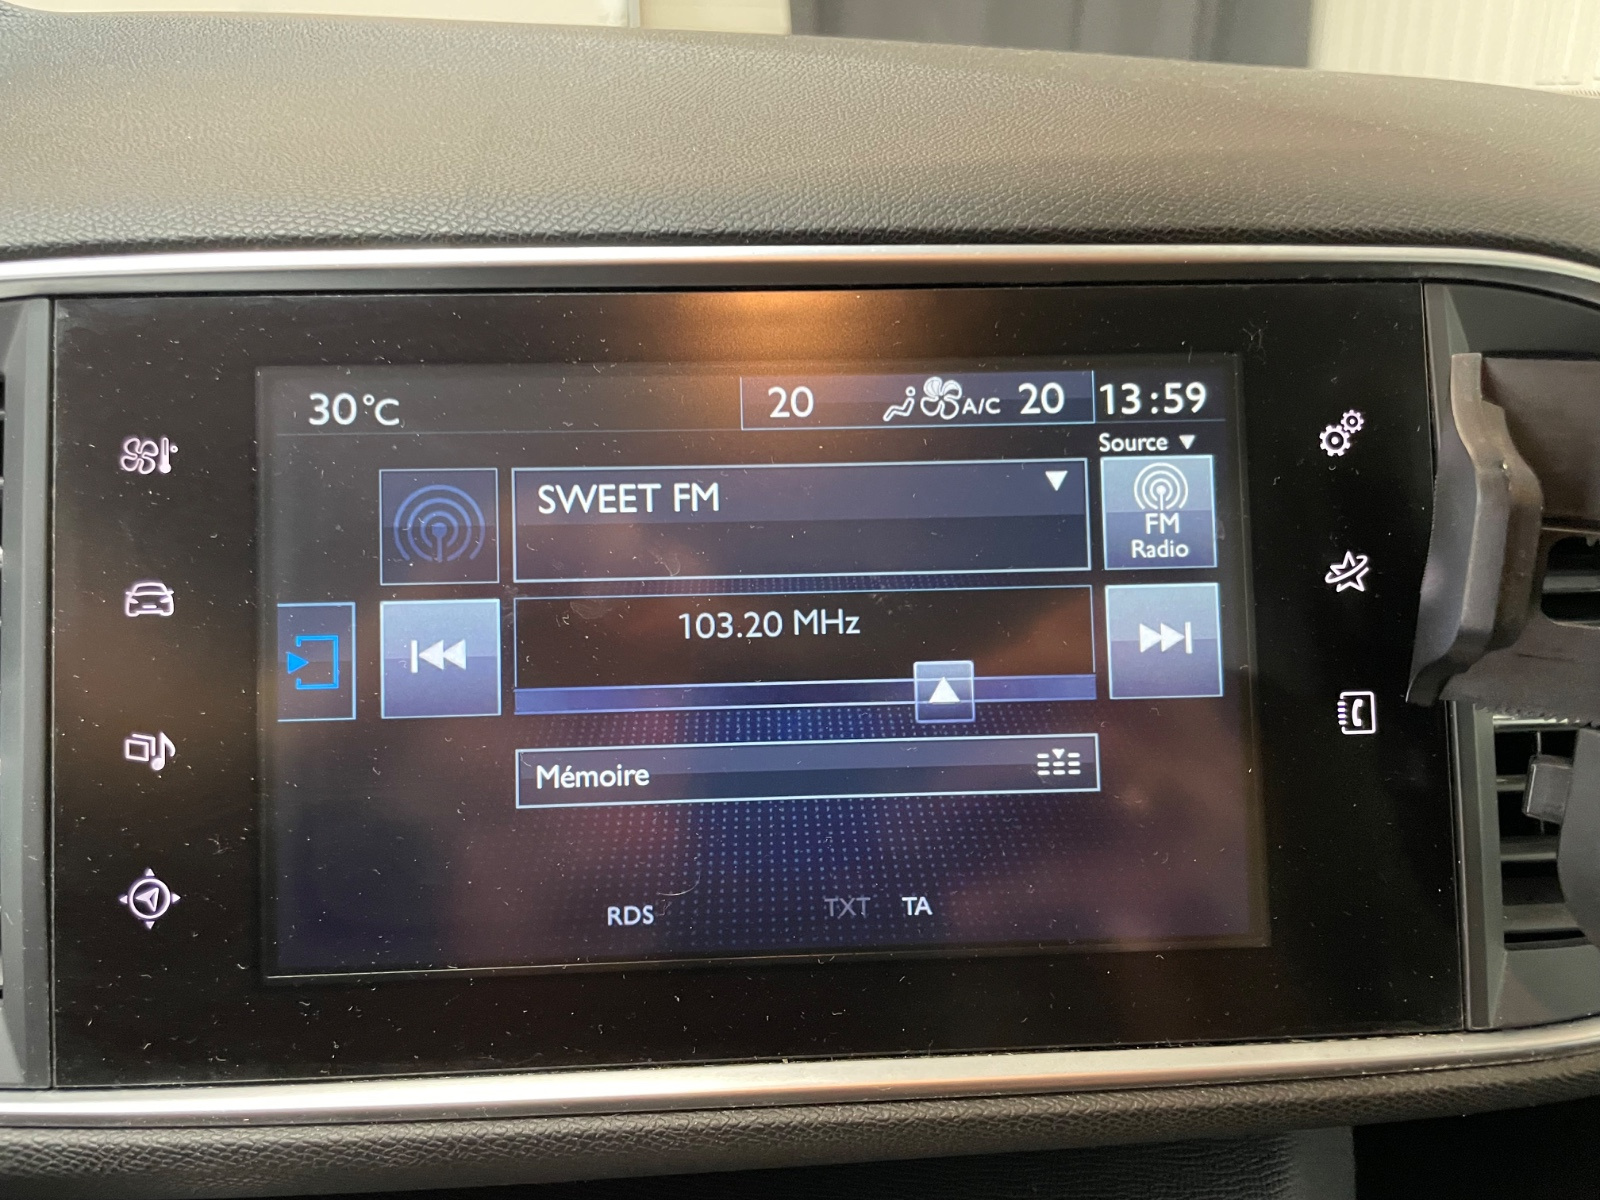 30°C
20 A/C 20
13:59
Source
SWEET FM
FM
Radio
103.20 MHz
Mémoire
RDS TXT TA